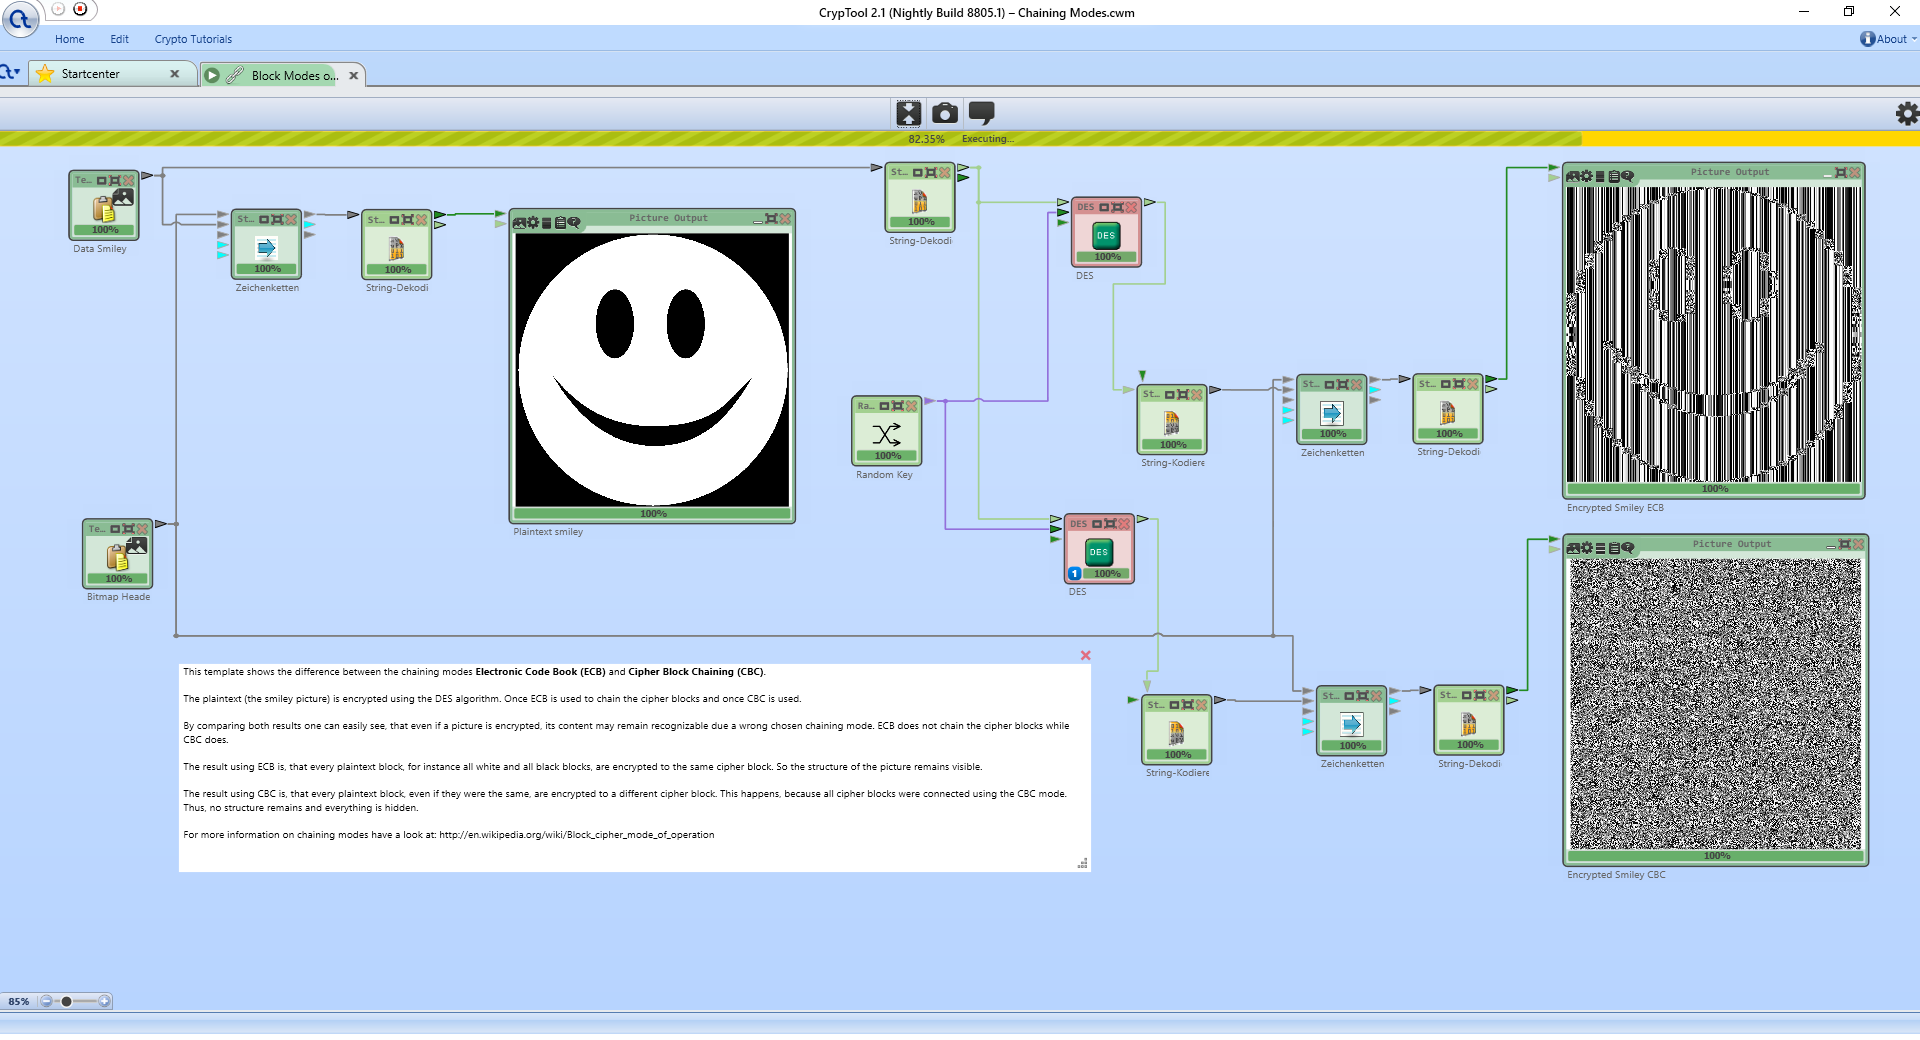 CrypTool 2.1 (Nightly Build 8805.1) – Chaining Modes.cwm
Home Edit Crypto Tutorials
About
Startcenter
Block Modes o...
82.35% Executing...
Te...
100%
Data Smiley
St...
100%
Zeichenketten
St...
100%
String-Dekodi
Picture Output
100%
Plaintext smiley
St...
100%
String-Dekodi
DES
DES
100%
DES
Ra...
100%
Random Key
St...
100%
String-Kodiere
St...
100%
Zeichenketten
St...
100%
String-Dekodi
Picture Output
100%
Encrypted Smiley ECB
Te...
100%
Bitmap Heade
DES
DES
1
100%
DES
Picture Output
100%
Encrypted Smiley CBC
St...
100%
String-Kodiere
St...
100%
Zeichenketten
St...
100%
String-Dekodi
This template shows the difference between the chaining modes Electronic Code Book (ECB) and Cipher Block Chaining (CBC).
The plaintext (the smiley picture) is encrypted using the DES algorithm. Once ECB is used to chain the cipher blocks and once CBC is used.
By comparing both results one can easily see, that even if a picture is encrypted, its content may remain recognizable due a wrong chosen chaining mode. ECB does not chain the cipher blocks while
CBC does.
The result using ECB is, that every plaintext block, for instance all white and all black blocks, are encrypted to the same cipher block. So the structure of the picture remains visible.
The result using CBC is, that every plaintext block, even if they were the same, are encrypted to a different cipher block. This happens, because all cipher blocks were connected using the CBC mode.
Thus, no structure remains and everything is hidden.
For more information on chaining modes have a look at: http://en.wikipedia.org/wiki/Block_cipher_mode_of_operation
85%